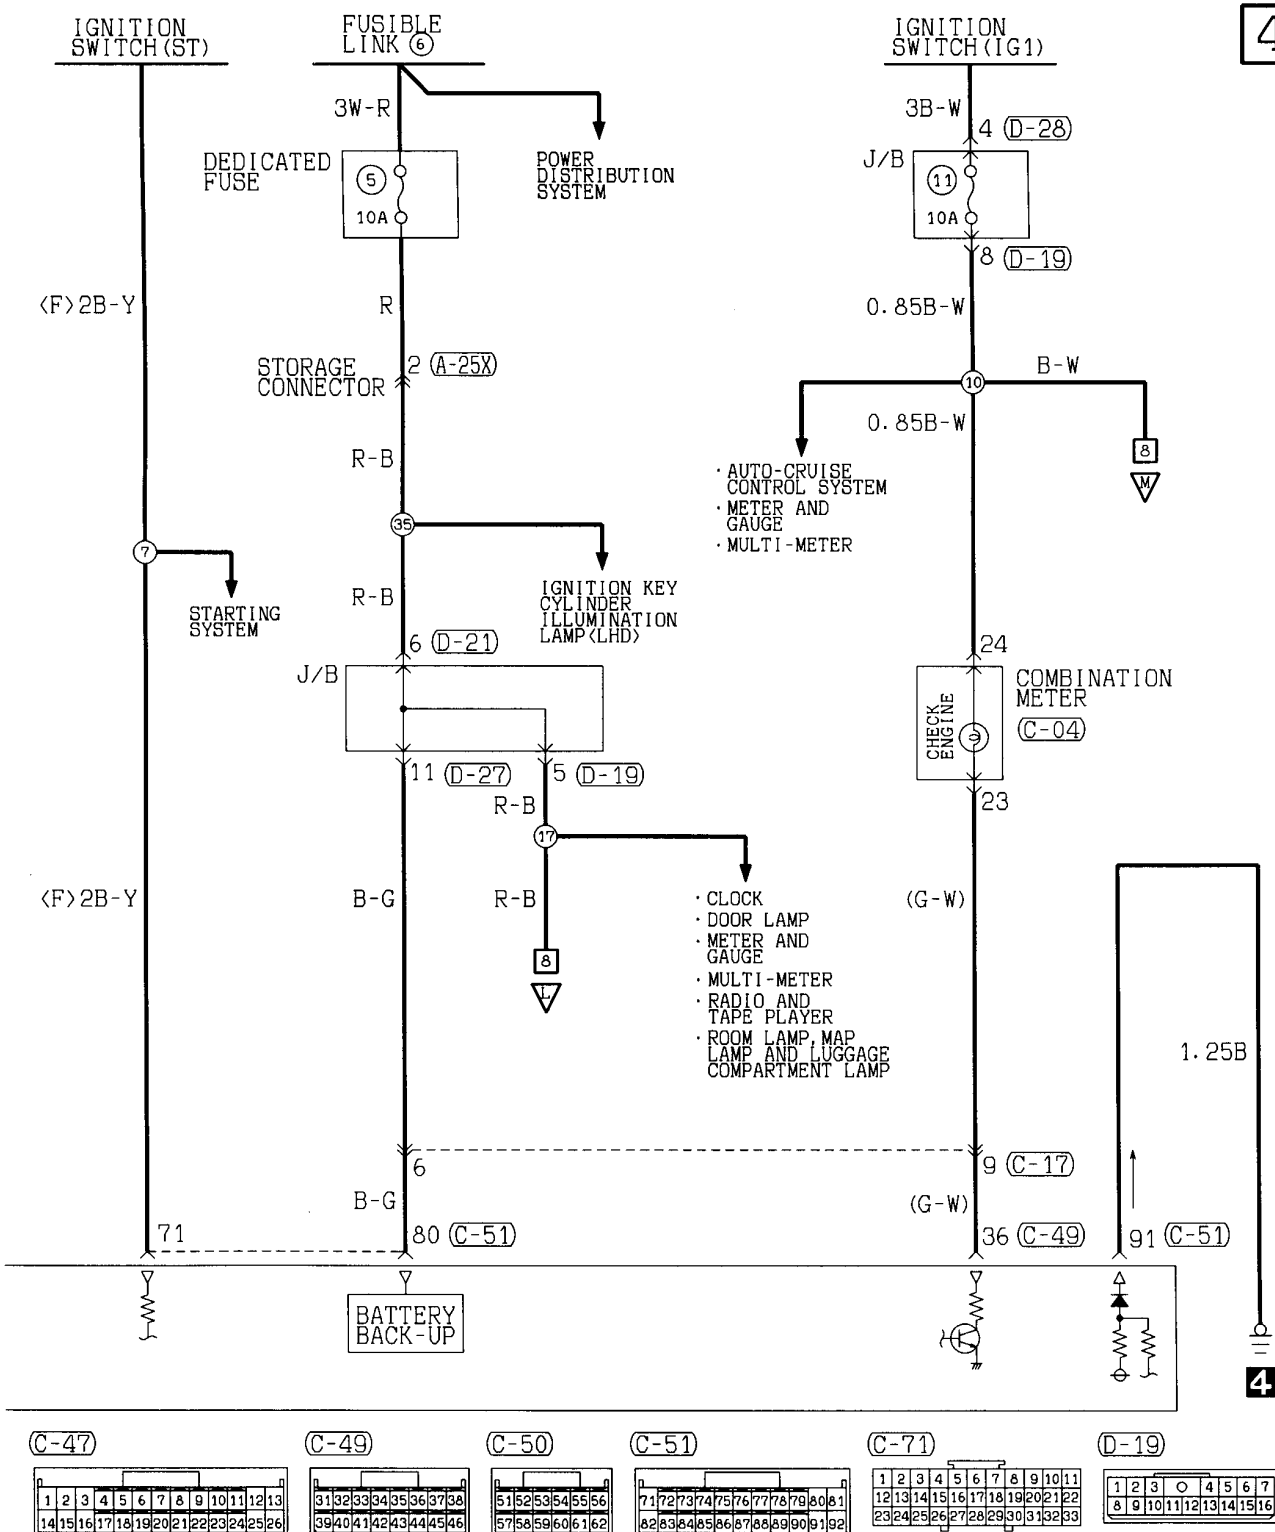 IGNITION
SWITCH(ST)
FUSIBLE
LINK ⑥
IGNITION
SWITCH(IG1)
4
3W-R
3B-W
4 (D-28)
DEDICATED
FUSE
⑤
10A
POWER
DISTRIBUTION
SYSTEM
J/B
⑪
10A
8 (D-19)
<F>2B-Y
R
0.85B-W
STORAGE
CONNECTOR
2 (A-25X)
10
B-W
0.85B-W
8
M
R-B
· AUTO-CRUISE
CONTROL SYSTEM
· METER AND
GAUGE
· MULTI-METER
35
7
STARTING
SYSTEM
R-B
IGNITION KEY
CYLINDER
ILLUMINATION
LAMP<LHD>
6 (D-21)
24
J/B
COMBINATION
METER
(C-04)
CHECK
ENGINE
11 (D-27)
5 (D-19)
23
R-B
17
<F>2B-Y
B-G
R-B
(G-W)
· CLOCK
· DOOR LAMP
· METER AND
GAUGE
· MULTI-METER
· RADIO AND
TAPE PLAYER
· ROOM LAMP, MAP
LAMP AND LUGGAGE
COMPARTMENT LAMP
8
L
1.25B
6
9 (C-17)
B-G
(G-W)
71
80 (C-51)
36 (C-49)
91 (C-51)
BATTERY
BACK-UP
4
(C-47)
(C-49)
(C-50)
(C-51)
(C-71)
(D-19)
1 2 3 4 5 6 7 8 9 10 11 12 13
14 15 16 17 18 19 20 21 22 23 24 25 26
31 32 33 34 35 36 37 38
39 40 41 42 43 44 45 46
51 52 53 54 55 56
57 58 59 60 61 62
71 72 73 74 75 76 77 78 79 80 81
82 83 84 85 86 87 88 89 90 91 92
1 2 3 4 5 6 7 8 9 10 11
12 13 14 15 16 17 18 19 20 21 22
23 24 25 26 27 28 29 30 31 32 33
1 2 3 4 5 6 7
8 9 10 11 12 13 14 15 16